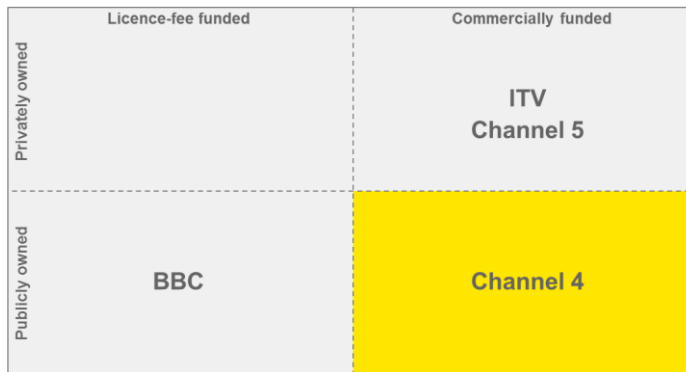 Licence-fee funded
Commercially funded
Privately owned
ITV
Channel 5
Publicly owned
BBC
Channel 4